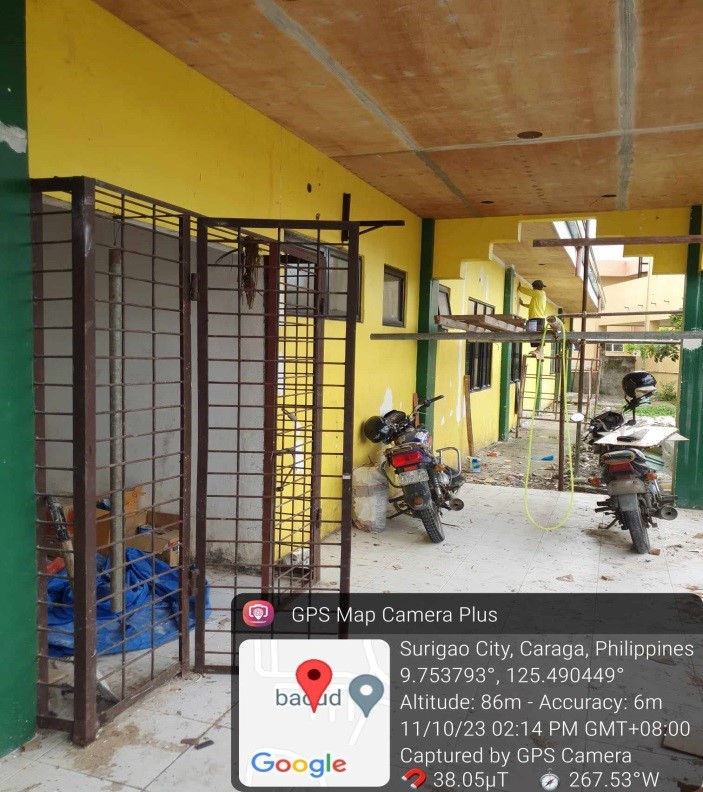 GPS Map Camera Plus
Surigao City, Caraga, Philippines
9.753793°, 125.490449°
Altitude: 86m - Accuracy: 6m
11/10/23 02:14 PM GMT+08:00
Captured by GPS Camera
38.05µT 267.53°W
Google